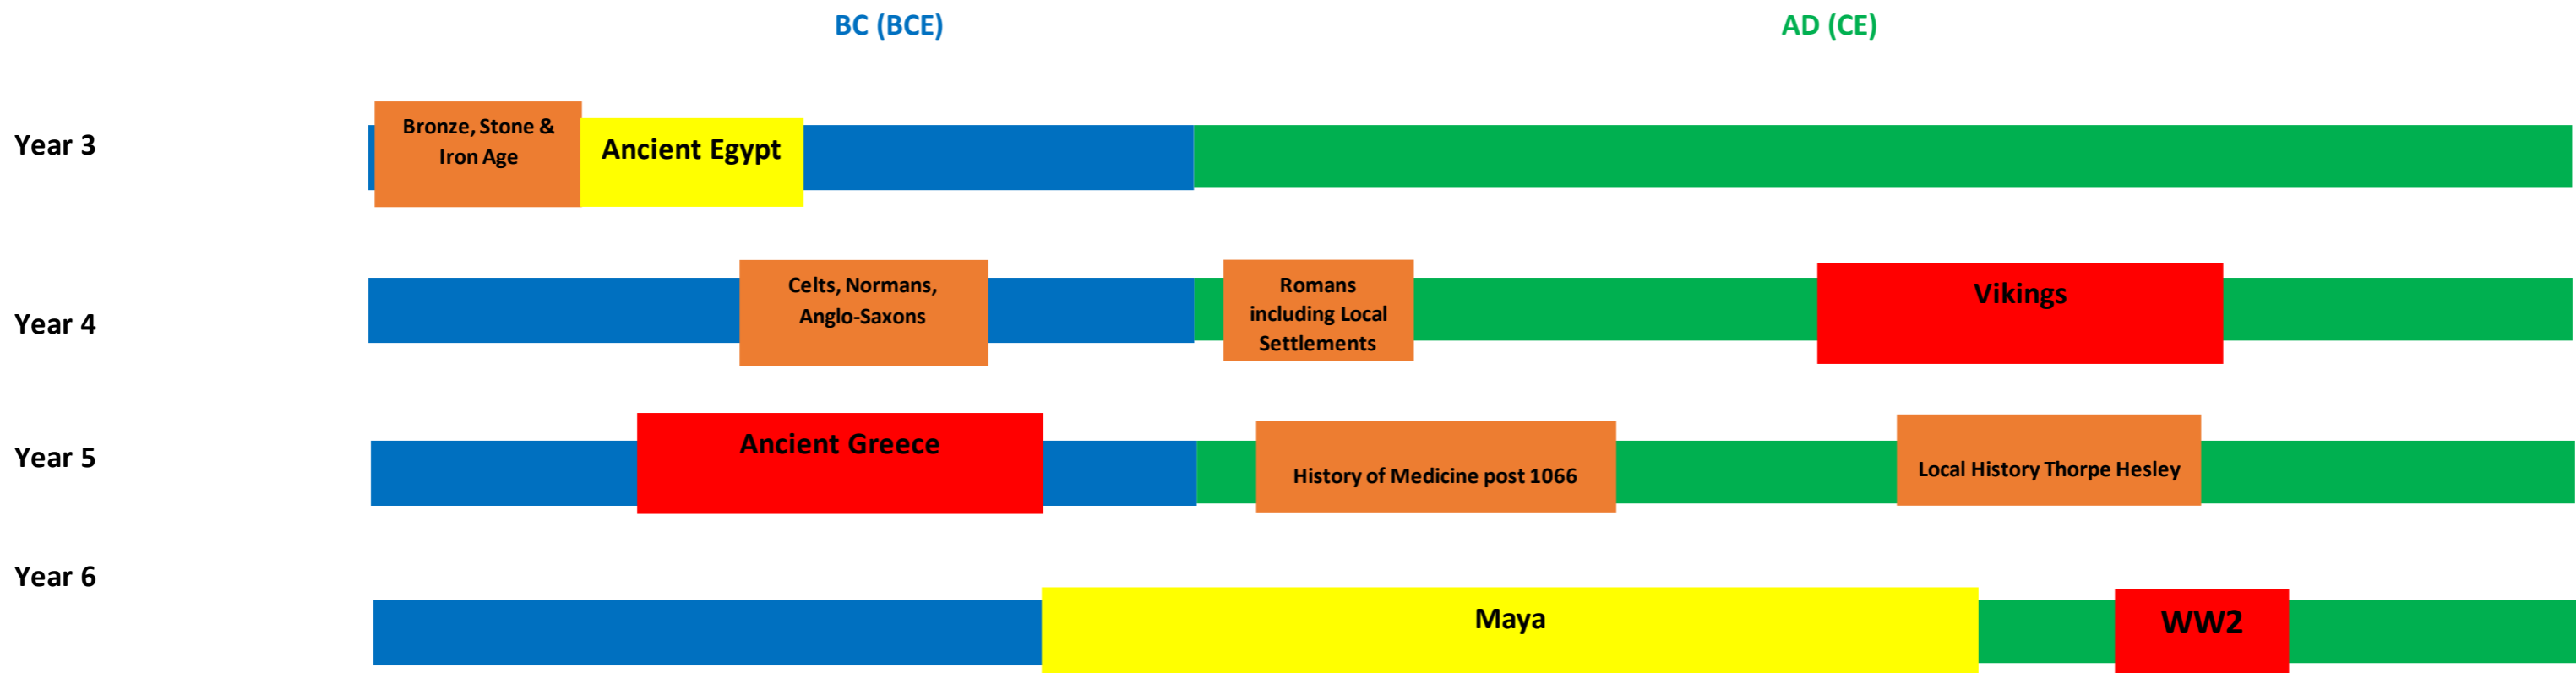 BC (BCE)
AD (CE)
Year 3
Bronze, Stone &
Iron Age
Ancient Egypt
Year 4
Celts, Normans,
Anglo-Saxons
Romans
including Local
Settlements
Vikings
Year 5
Ancient Greece
History of Medicine post 1066
Local History Thorpe Hesley
Year 6
Maya
WW2